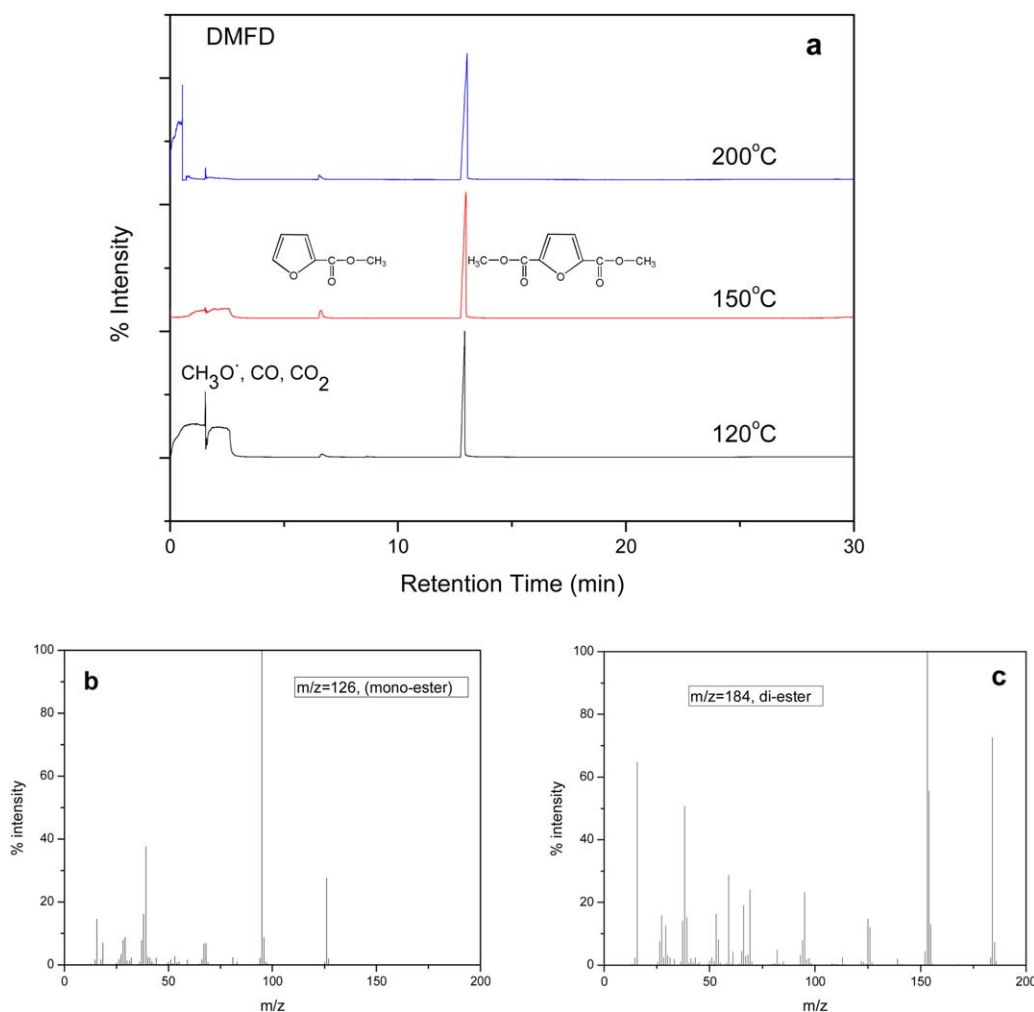 DMFD
a
200°C
O
C
O
CH₃
O
H₃C
O
C
O
O
C
O
CH₃
O
150°C
CH₃O˙, CO, CO₂
120°C
% Intensity
0 10 20 30
Retention Time (min)
b
m/z=126, (mono-ester)
% intensity
100
80
60
40
20
0
0 50 100 150 200
m/z
c
m/z=184, di-ester
% intensity
100
80
60
40
20
0
0 50 100 150 200
m/z